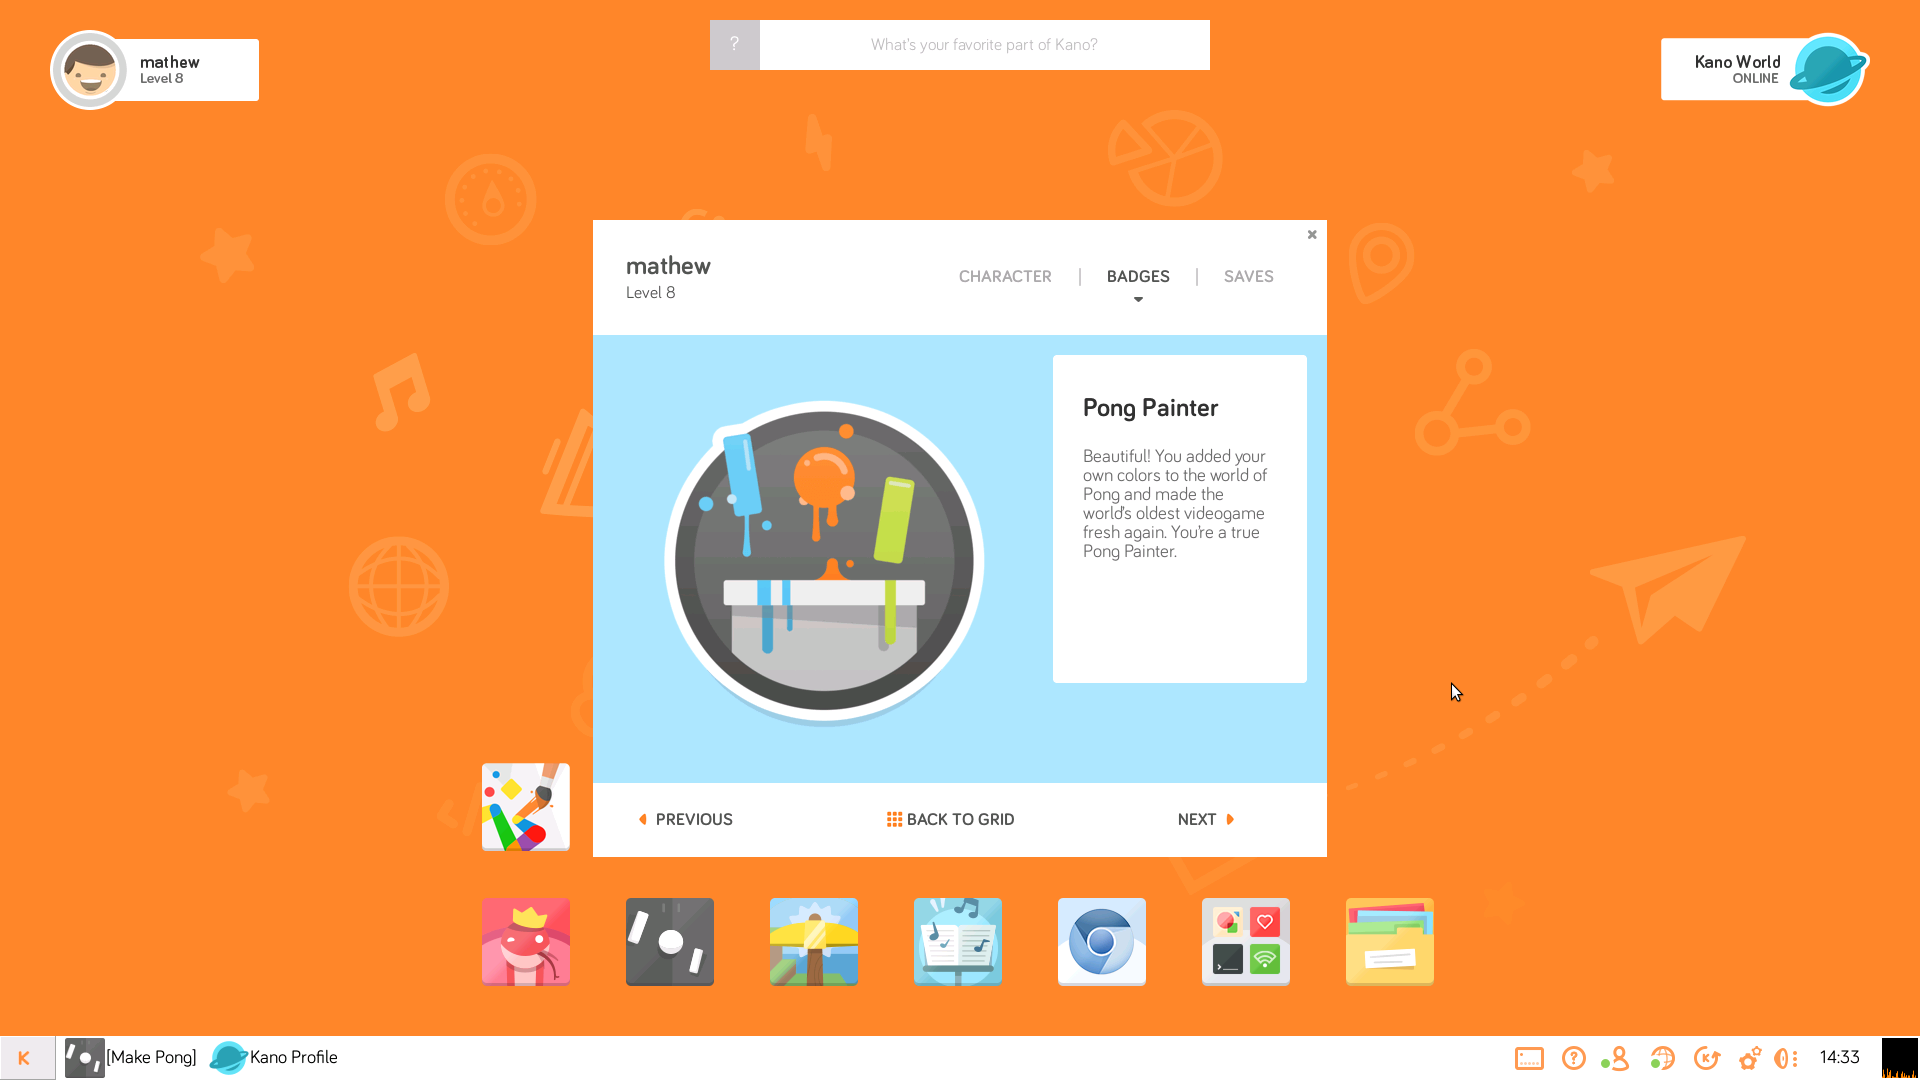 mathew
Level 8
?
What's your favorite part of Kano?
Kano World
ONLINE
mathew
Level 8
CHARACTER
BADGES
SAVES
Pong Painter
Beautiful! You added your
own colors to the world of
Pong and made the
world's oldest videogame
fresh again. You're a true
Pong Painter.
PREVIOUS
BACK TO GRID
NEXT
K
[Make Pong]
Kano Profile
14:33